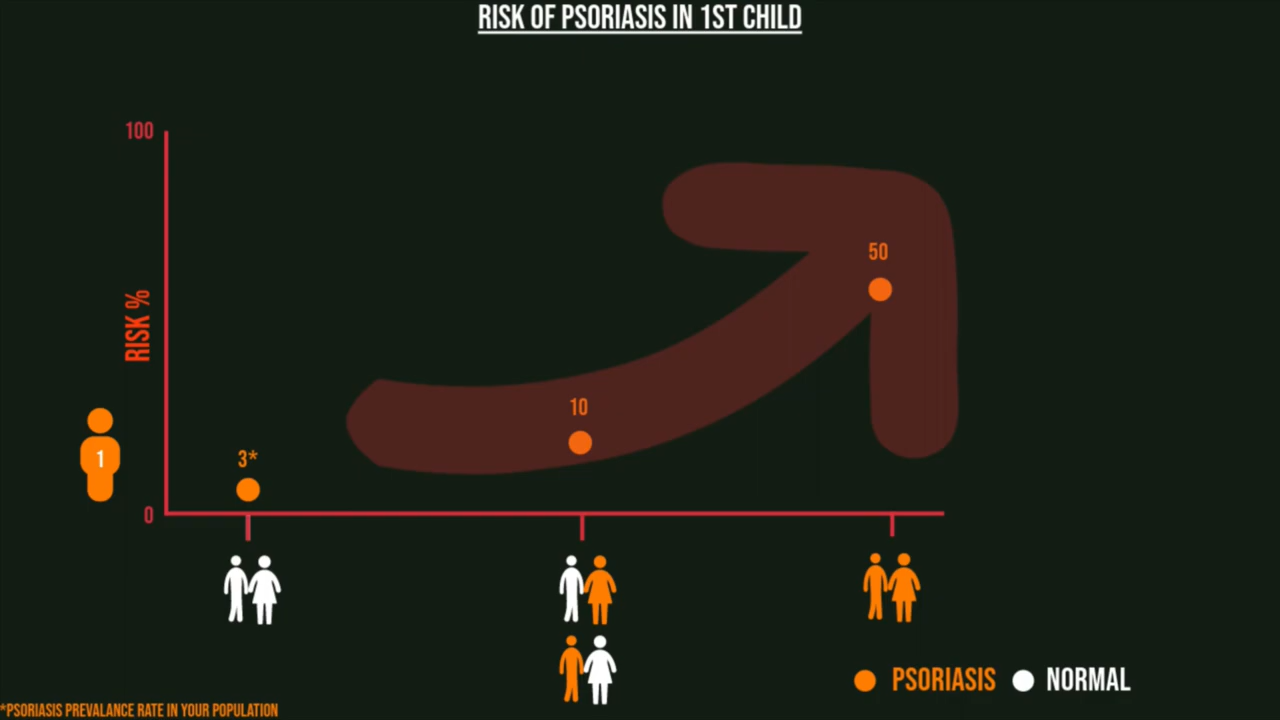 RISK OF PSORIASIS IN 1ST CHILD
100
RISK %
50
10
3*
1
0
PSORIASIS
NORMAL
*PSORIASIS PREVALANCE RATE IN YOUR POPULATION